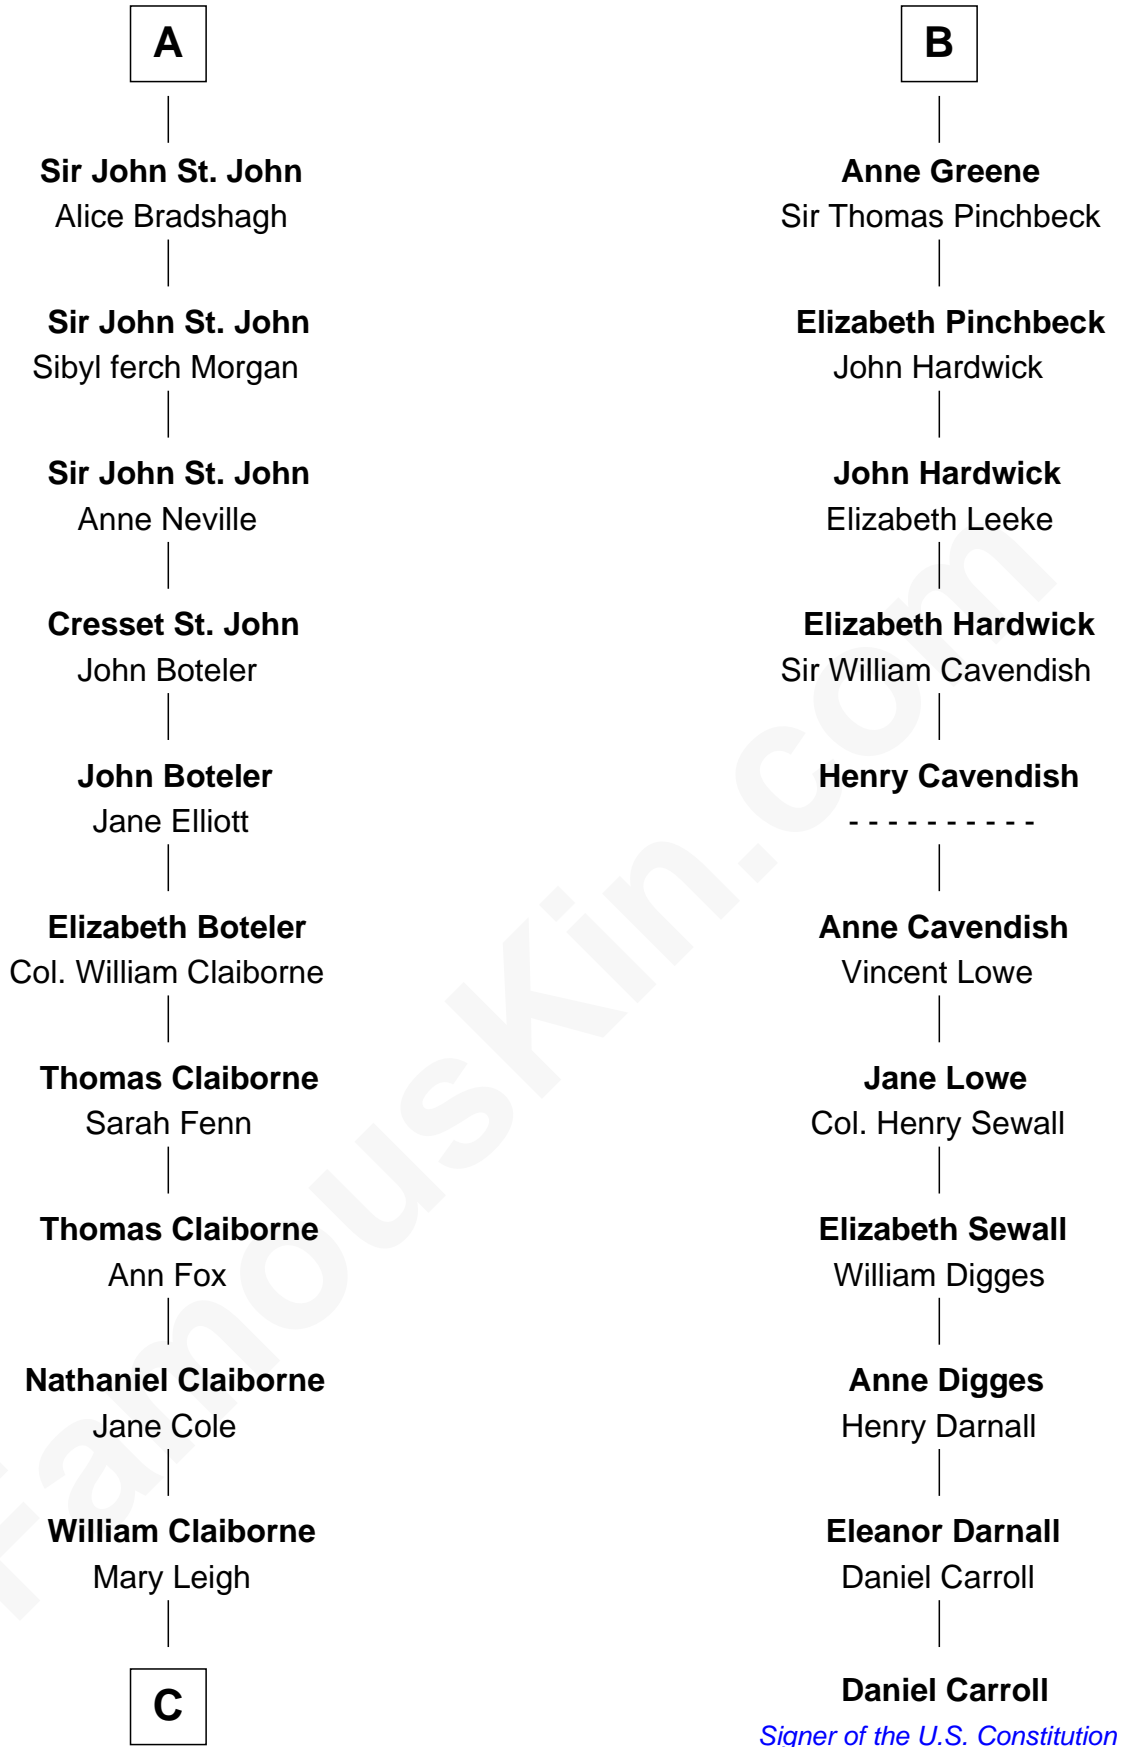 A
Sir John St. John
Alice Bradshagh
Sir John St. John
Sibyl ferch Morgan
Sir John St. John
Anne Neville
Cresset St. John
John Boteler
John Boteler
Jane Elliott
Elizabeth Boteler
Col. William Claiborne
Thomas Claiborne
Sarah Fenn
Thomas Claiborne
Ann Fox
Nathaniel Claiborne
Jane Cole
William Claiborne
Mary Leigh
C
B
Anne Greene
Sir Thomas Pinchbeck
Elizabeth Pinchbeck
John Hardwick
John Hardwick
Elizabeth Leeke
Elizabeth Hardwick
Sir William Cavendish
Henry Cavendish
- - - - - - - - - -
Anne Cavendish
Vincent Lowe
Jane Lowe
Col. Henry Sewall
Elizabeth Sewall
William Digges
Anne Digges
Henry Darnall
Eleanor Darnall
Daniel Carroll
Daniel Carroll
Signer of the U.S. Constitution
FamousKin.com